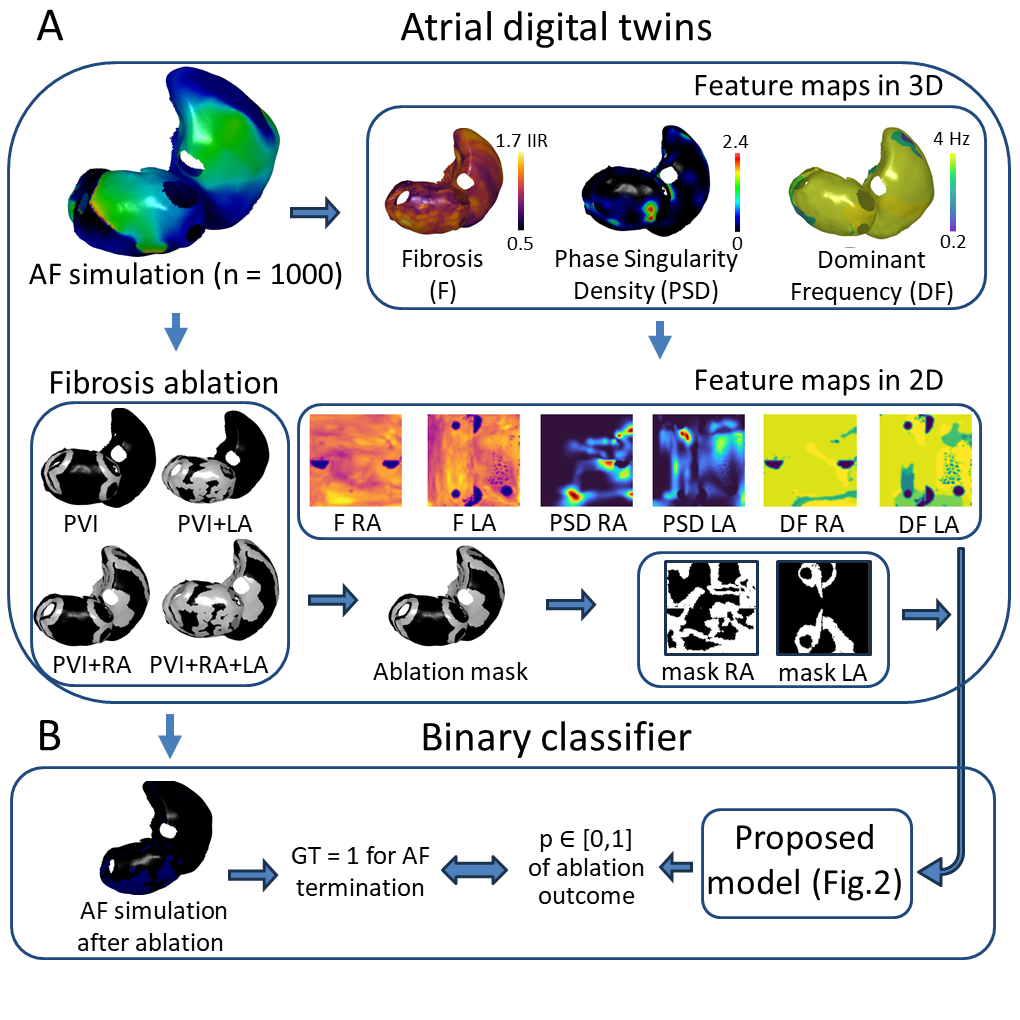 A
Atrial digital twins
Feature maps in 3D
AF simulation (n = 1000)
1.7 IIR
0.5
Fibrosis
(F)
2.4
0
Phase Singularity
Density (PSD)
4 Hz
0.2
Dominant
Frequency (DF)
Fibrosis ablation
Feature maps in 2D
PVI
PVI+LA
PVI+RA
PVI+RA+LA
F RA
F LA
PSD RA
PSD LA
DF RA
DF LA
Ablation mask
mask RA
mask LA
B
Binary classifier
AF simulation
after ablation
GT = 1 for AF
termination
p ∈ [0,1]
of ablation
outcome
Proposed
model (Fig.2)